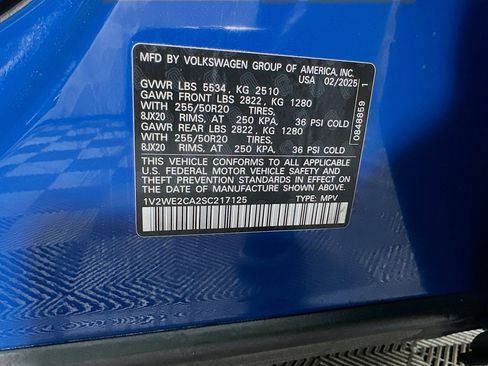 MFD BY VOLKSWAGEN GROUP OF AMERICA, INC.
USA 02/2025
GVWR LBS 5534, KG 2510
GAWR FRONT LBS 2822, KG 1280
WITH 255/50R20 TIRES,
8JX20 RIMS, AT 250 KPA, 36 PSI COLD
GAWR REAR LBS 2822, KG 1280
WITH 255/50R20 TIRES,
8JX20 RIMS, AT 250 KPA, 36 PSI COLD
THIS VEHICLE CONFORMS TO ALL APPLICABLE
U.S. FEDERAL MOTOR VEHICLE SAFETY AND
THEFT PREVENTION STANDARDS IN EFFECT ON
THE DATE OF MANUFACTURE SHOWN ABOVE.
1V2WE2CA2SC217125 TYPE: MPV
0848859 1